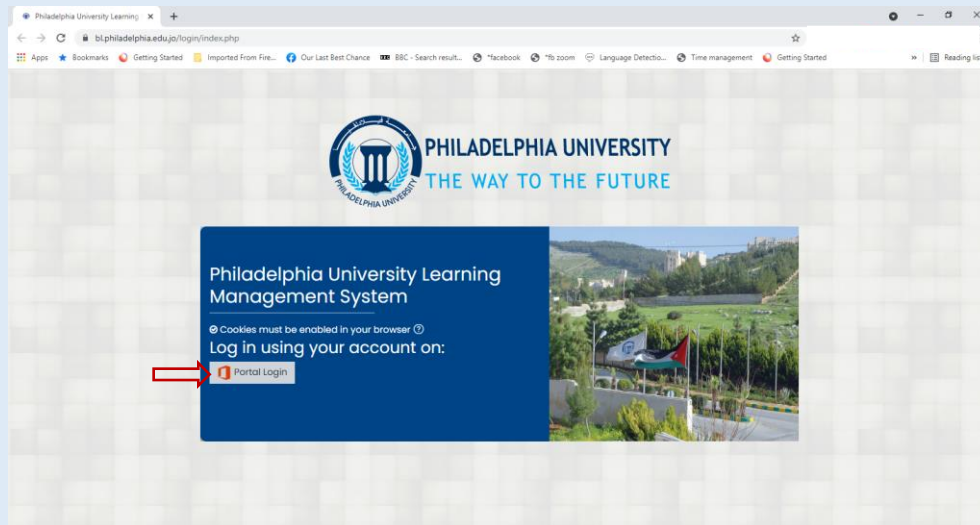 Philadelphia University Learning
bl.philadelphia.edu.jo/login/index.php
Apps Bookmarks Getting Started Imported From Fire... Our Last Best Chance BBC - Search result... *facebook *fb zoom Language Detectio... Time management Getting Started » Reading lis
PHILADELPHIA UNIVERSITY
THE WAY TO THE FUTURE
PHILADELPHIA UNIVERSITY
Philadelphia University Learning
Management System
Cookies must be enabled in your browser
Log in using your account on:
Portal Login